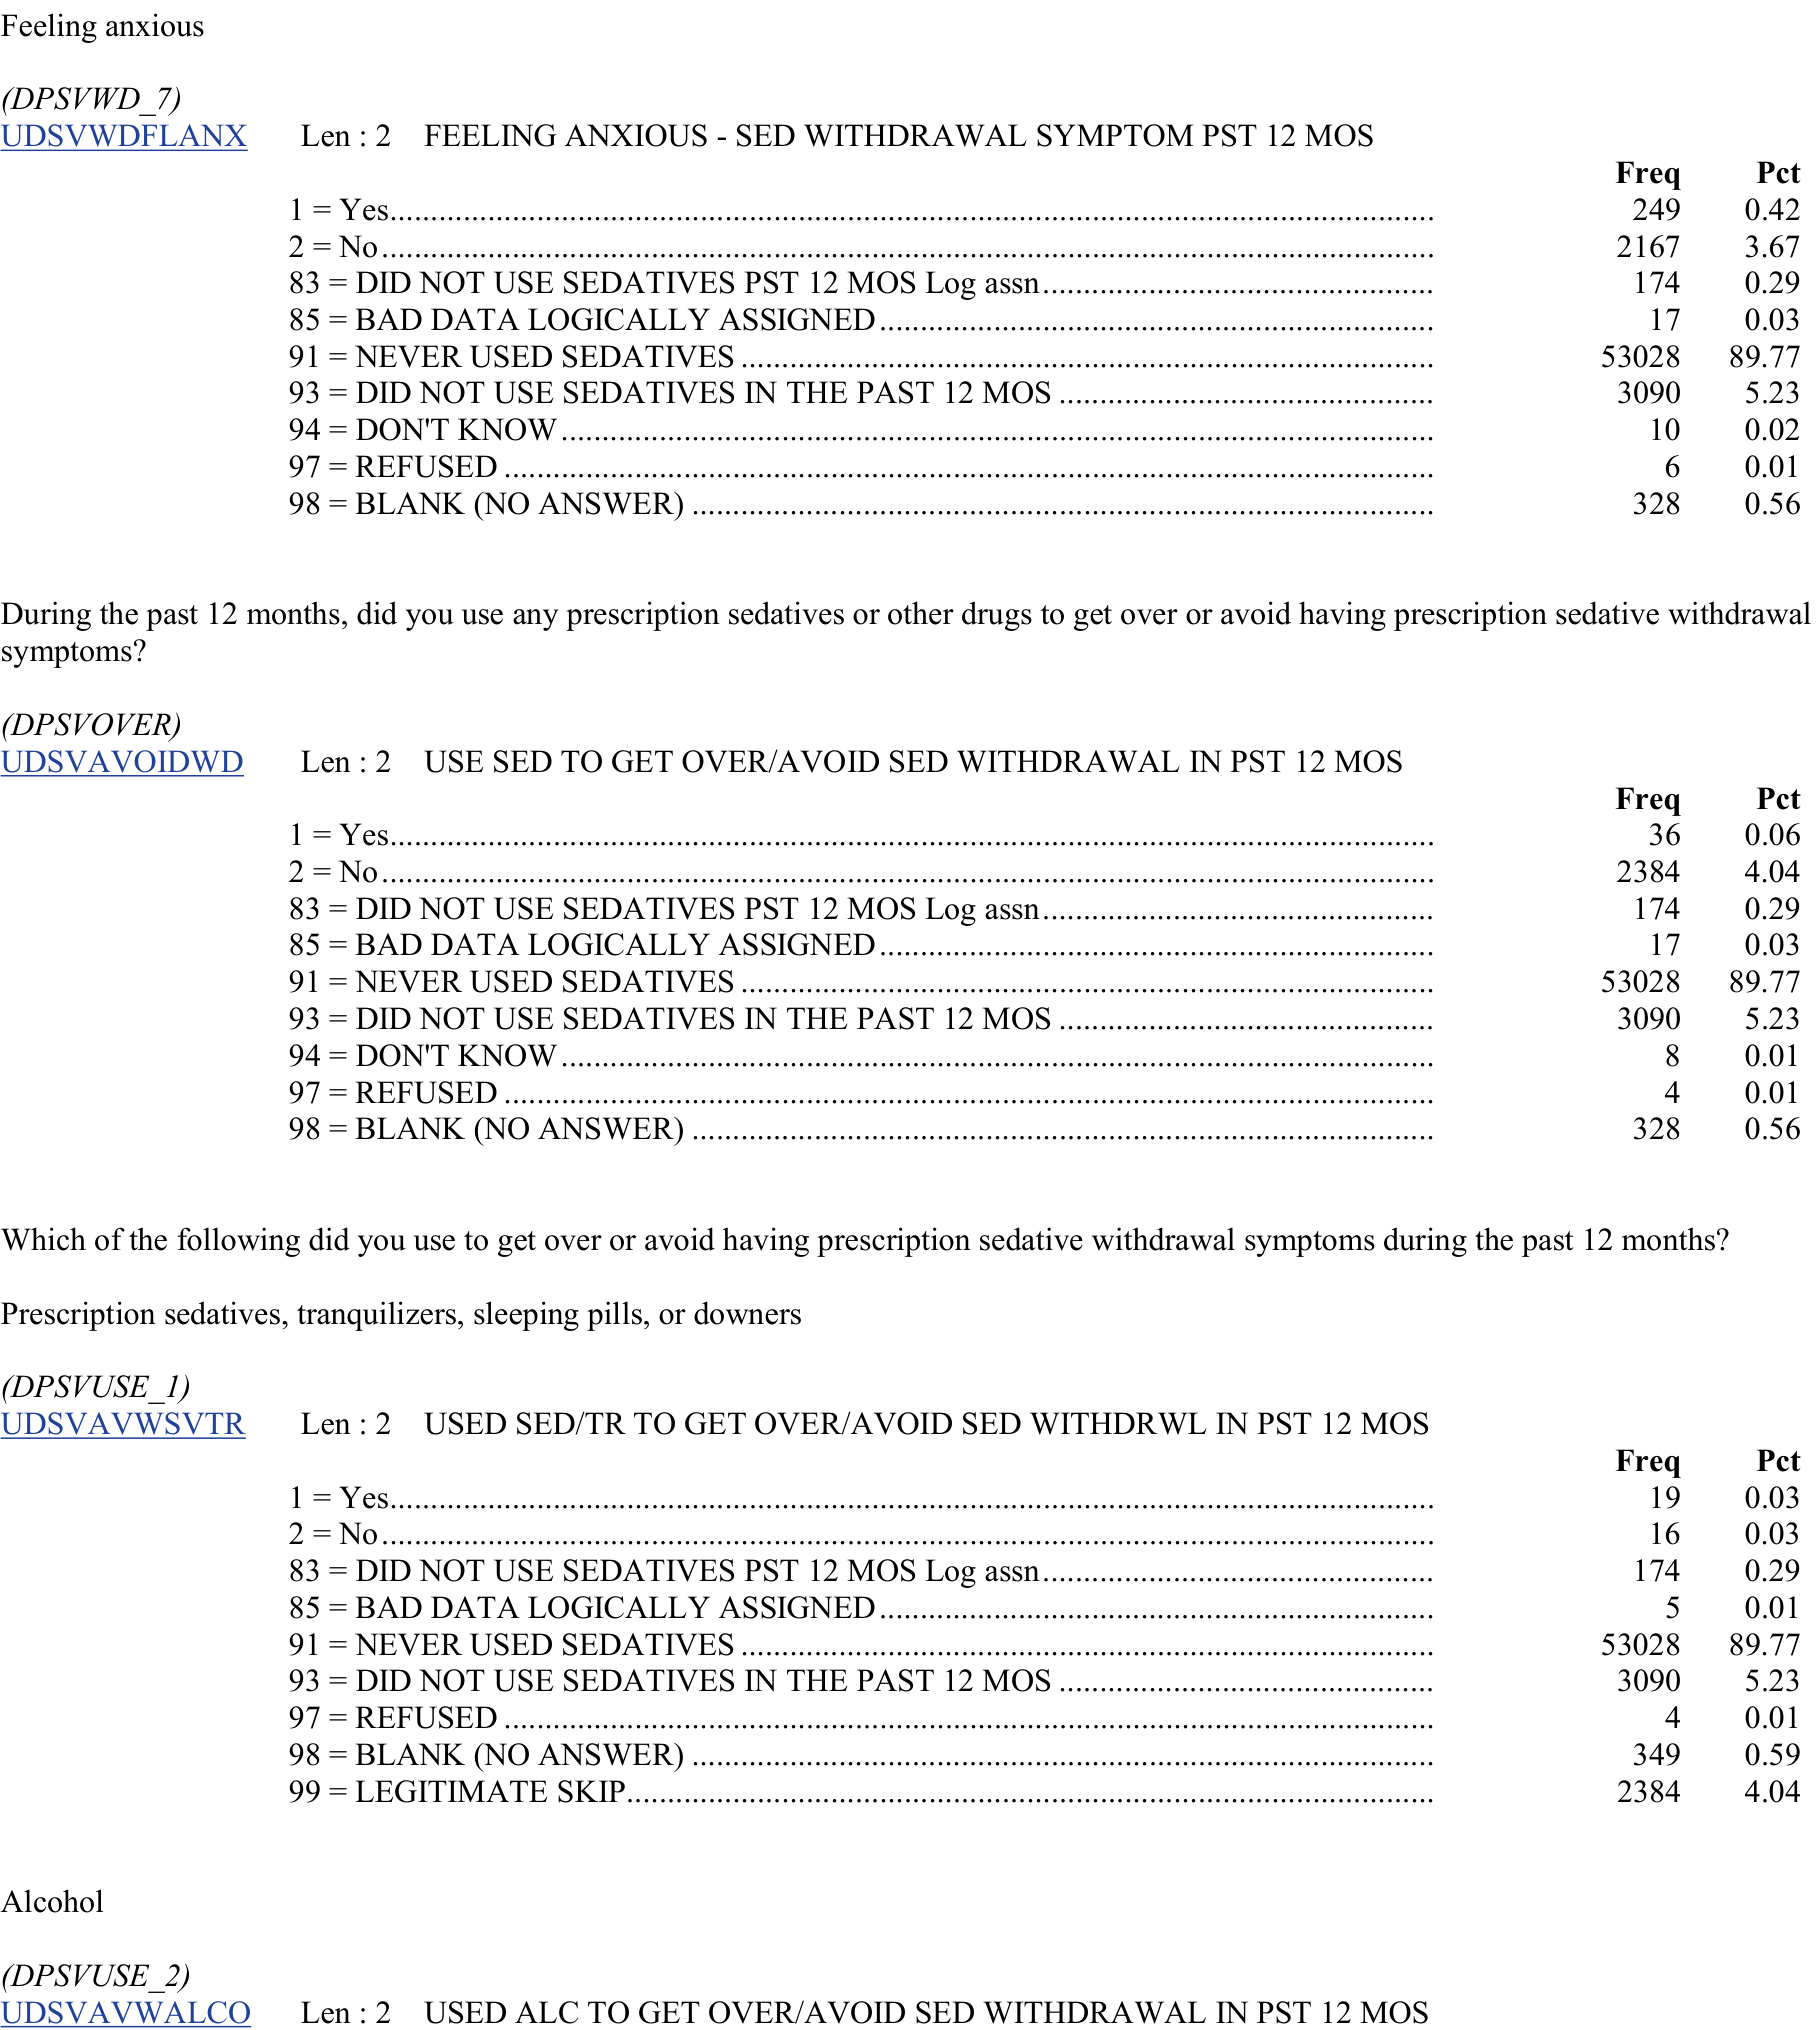 Feeling anxious
(DPSVWD_7)
UDSVWDFLANX Len : 2 FEELING ANXIOUS - SED WITHDRAWAL SYMPTOM PST 12 MOS
Freq Pct
1 = Yes 249 0.42
2 = No 2167 3.67
83 = DID NOT USE SEDATIVES PST 12 MOS Log assn 174 0.29
85 = BAD DATA LOGICALLY ASSIGNED 17 0.03
91 = NEVER USED SEDATIVES 53028 89.77
93 = DID NOT USE SEDATIVES IN THE PAST 12 MOS 3090 5.23
94 = DON'T KNOW 10 0.02
97 = REFUSED 6 0.01
98 = BLANK (NO ANSWER) 328 0.56
During the past 12 months, did you use any prescription sedatives or other drugs to get over or avoid having prescription sedative withdrawal
symptoms?
(DPSVOVER)
UDSVAVOIDWD Len : 2 USE SED TO GET OVER/AVOID SED WITHDRAWAL IN PST 12 MOS
Freq Pct
1 = Yes 36 0.06
2 = No 2384 4.04
83 = DID NOT USE SEDATIVES PST 12 MOS Log assn 174 0.29
85 = BAD DATA LOGICALLY ASSIGNED 17 0.03
91 = NEVER USED SEDATIVES 53028 89.77
93 = DID NOT USE SEDATIVES IN THE PAST 12 MOS 3090 5.23
94 = DON'T KNOW 8 0.01
97 = REFUSED 4 0.01
98 = BLANK (NO ANSWER) 328 0.56
Which of the following did you use to get over or avoid having prescription sedative withdrawal symptoms during the past 12 months?
Prescription sedatives, tranquilizers, sleeping pills, or downers
(DPSVUSE_1)
UDSVAVWSVTR Len : 2 USED SED/TR TO GET OVER/AVOID SED WITHDRWL IN PST 12 MOS
Freq Pct
1 = Yes 19 0.03
2 = No 16 0.03
83 = DID NOT USE SEDATIVES PST 12 MOS Log assn 174 0.29
85 = BAD DATA LOGICALLY ASSIGNED 5 0.01
91 = NEVER USED SEDATIVES 53028 89.77
93 = DID NOT USE SEDATIVES IN THE PAST 12 MOS 3090 5.23
97 = REFUSED 4 0.01
98 = BLANK (NO ANSWER) 349 0.59
99 = LEGITIMATE SKIP 2384 4.04
Alcohol
(DPSVUSE_2)
UDSVAVWALCO Len : 2 USED ALC TO GET OVER/AVOID SED WITHDRAWAL IN PST 12 MOS